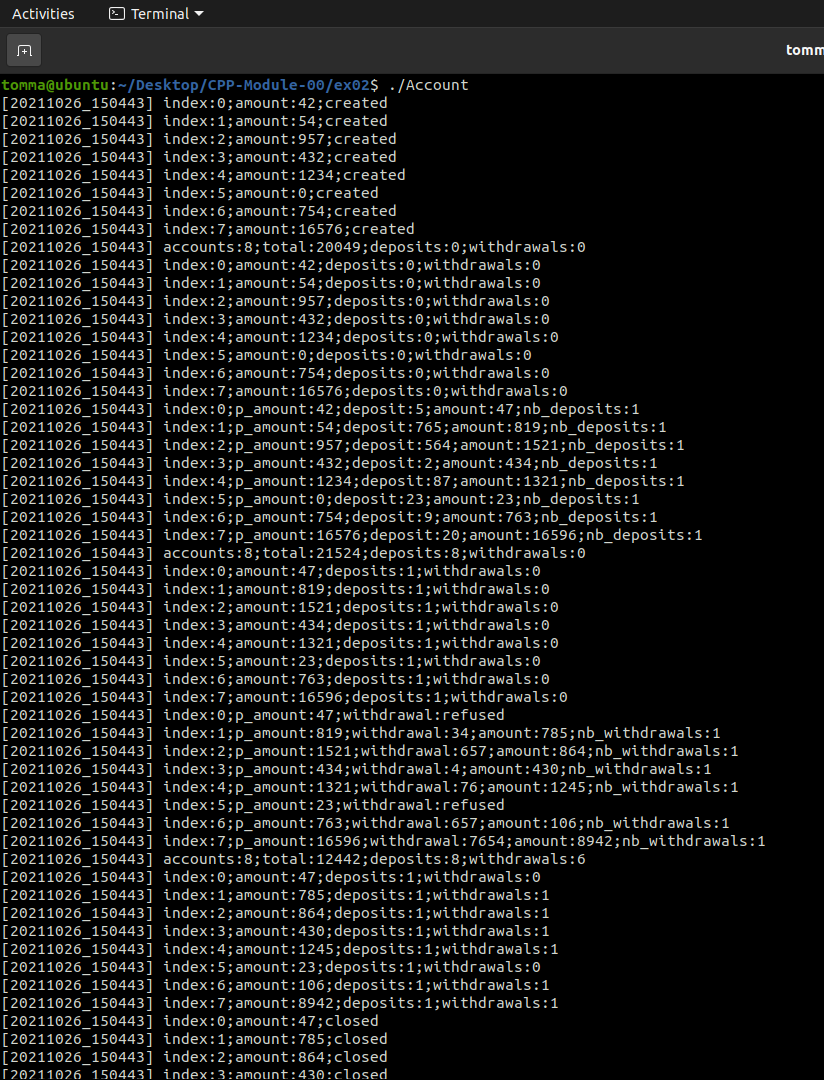 Activities Terminal
tomm
tomma@ubuntu:~/Desktop/CPP-Module-00/ex02$ ./Account
[20211026_150443] index:0;amount:42;created
[20211026_150443] index:1;amount:54;created
[20211026_150443] index:2;amount:957;created
[20211026_150443] index:3;amount:432;created
[20211026_150443] index:4;amount:1234;created
[20211026_150443] index:5;amount:0;created
[20211026_150443] index:6;amount:754;created
[20211026_150443] index:7;amount:16576;created
[20211026_150443] accounts:8;total:20049;deposits:0;withdrawals:0
[20211026_150443] index:0;amount:42;deposits:0;withdrawals:0
[20211026_150443] index:1;amount:54;deposits:0;withdrawals:0
[20211026_150443] index:2;amount:957;deposits:0;withdrawals:0
[20211026_150443] index:3;amount:432;deposits:0;withdrawals:0
[20211026_150443] index:4;amount:1234;deposits:0;withdrawals:0
[20211026_150443] index:5;amount:0;deposits:0;withdrawals:0
[20211026_150443] index:6;amount:754;deposits:0;withdrawals:0
[20211026_150443] index:7;amount:16576;deposits:0;withdrawals:0
[20211026_150443] index:0;p_amount:42;deposit:5;amount:47;nb_deposits:1
[20211026_150443] index:1;p_amount:54;deposit:765;amount:819;nb_deposits:1
[20211026_150443] index:2;p_amount:957;deposit:564;amount:1521;nb_deposits:1
[20211026_150443] index:3;p_amount:432;deposit:2;amount:434;nb_deposits:1
[20211026_150443] index:4;p_amount:1234;deposit:87;amount:1321;nb_deposits:1
[20211026_150443] index:5;p_amount:0;deposit:23;amount:23;nb_deposits:1
[20211026_150443] index:6;p_amount:754;deposit:9;amount:763;nb_deposits:1
[20211026_150443] index:7;p_amount:16576;deposit:20;amount:16596;nb_deposits:1
[20211026_150443] accounts:8;total:21524;deposits:8;withdrawals:0
[20211026_150443] index:0;amount:47;deposits:1;withdrawals:0
[20211026_150443] index:1;amount:819;deposits:1;withdrawals:0
[20211026_150443] index:2;amount:1521;deposits:1;withdrawals:0
[20211026_150443] index:3;amount:434;deposits:1;withdrawals:0
[20211026_150443] index:4;amount:1321;deposits:1;withdrawals:0
[20211026_150443] index:5;amount:23;deposits:1;withdrawals:0
[20211026_150443] index:6;amount:763;deposits:1;withdrawals:0
[20211026_150443] index:7;amount:16596;deposits:1;withdrawals:0
[20211026_150443] index:0;p_amount:47;withdrawal:refused
[20211026_150443] index:1;p_amount:819;withdrawal:34;amount:785;nb_withdrawals:1
[20211026_150443] index:2;p_amount:1521;withdrawal:657;amount:864;nb_withdrawals:1
[20211026_150443] index:3;p_amount:434;withdrawal:4;amount:430;nb_withdrawals:1
[20211026_150443] index:4;p_amount:1321;withdrawal:76;amount:1245;nb_withdrawals:1
[20211026_150443] index:5;p_amount:23;withdrawal:refused
[20211026_150443] index:6;p_amount:763;withdrawal:657;amount:106;nb_withdrawals:1
[20211026_150443] index:7;p_amount:16596;withdrawal:7654;amount:8942;nb_withdrawals:1
[20211026_150443] accounts:8;total:12442;deposits:8;withdrawals:6
[20211026_150443] index:0;amount:47;deposits:1;withdrawals:0
[20211026_150443] index:1;amount:785;deposits:1;withdrawals:1
[20211026_150443] index:2;amount:864;deposits:1;withdrawals:1
[20211026_150443] index:3;amount:430;deposits:1;withdrawals:1
[20211026_150443] index:4;amount:1245;deposits:1;withdrawals:1
[20211026_150443] index:5;amount:23;deposits:1;withdrawals:0
[20211026_150443] index:6;amount:106;deposits:1;withdrawals:1
[20211026_150443] index:7;amount:8942;deposits:1;withdrawals:1
[20211026_150443] index:0;amount:47;closed
[20211026_150443] index:1;amount:785;closed
[20211026_150443] index:2;amount:864;closed
[20211026_150443] index:3;amount:430;closed